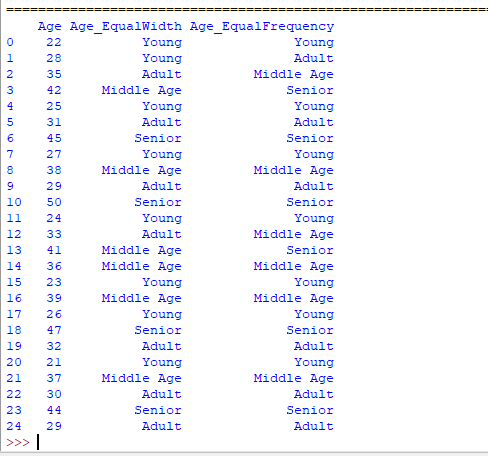 ================================================================
Age Age_EqualWidth Age_EqualFrequency
0 22 Young Young
1 28 Young Adult
2 35 Adult Middle Age
3 42 Middle Age Senior
4 25 Young Young
5 31 Adult Adult
6 45 Senior Senior
7 27 Young Young
8 38 Middle Age Middle Age
9 29 Adult Adult
10 50 Senior Senior
11 24 Young Young
12 33 Adult Middle Age
13 41 Middle Age Senior
14 36 Middle Age Middle Age
15 23 Young Young
16 39 Middle Age Middle Age
17 26 Young Young
18 47 Senior Senior
19 32 Adult Adult
20 21 Young Young
21 37 Middle Age Middle Age
22 30 Adult Adult
23 44 Senior Senior
24 29 Adult Adult
>>>